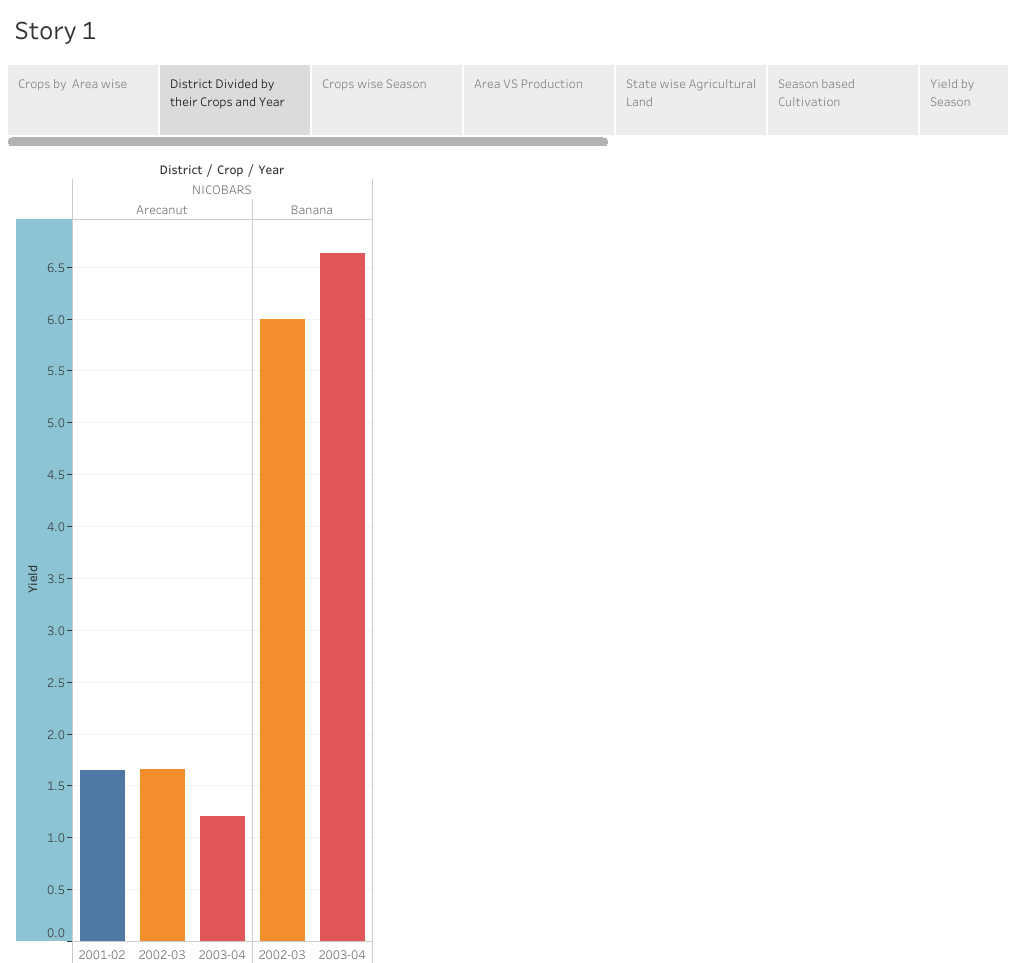 Story 1
Crops by  Area wise
District Divided by
their Crops and Year
Crops wise Season
Area VS Production
State wise Agricultural
Land
Season based
Cultivation
Yield by
Season
District / Crop / Year
NICOBARS
Arecanut
Banana
Yield
6.5
6.0
5.5
5.0
4.5
4.0
3.5
3.0
2.5
2.0
1.5
1.0
0.5
0.0
2001-02 2002-03 2003-04 2002-03 2003-04